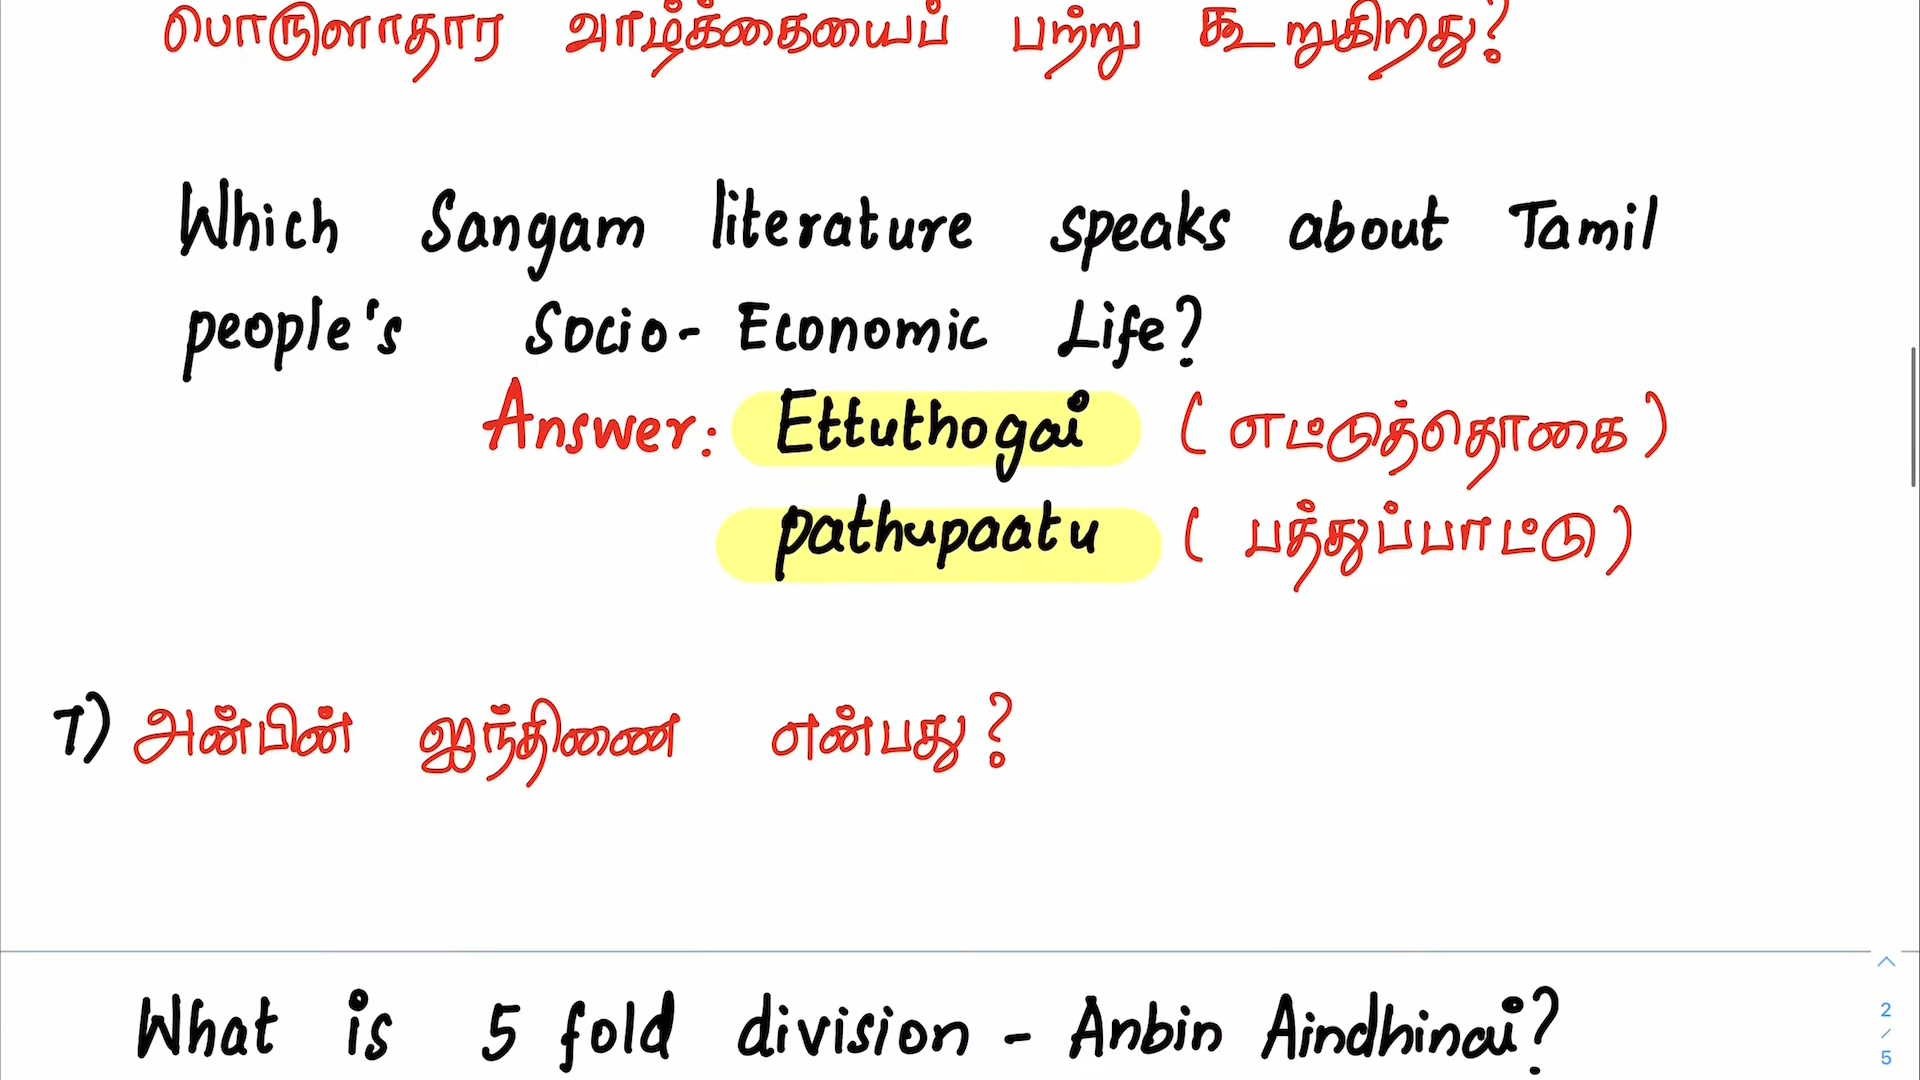 பொருளாதார வாழ்க்கையைப் பற்று கூறுகிறது?
Which Sangam literature speaks about Tamil
people's Socio-Economic Life?
Answer: Ettuthogai (எட்டுத்தொகை)
pathupaatu (பத்துப்பாட்டு)
7) அன்பின் ஐந்திணை என்பது?
What is 5 fold division - Anbin Aindhinai?
2
/
5